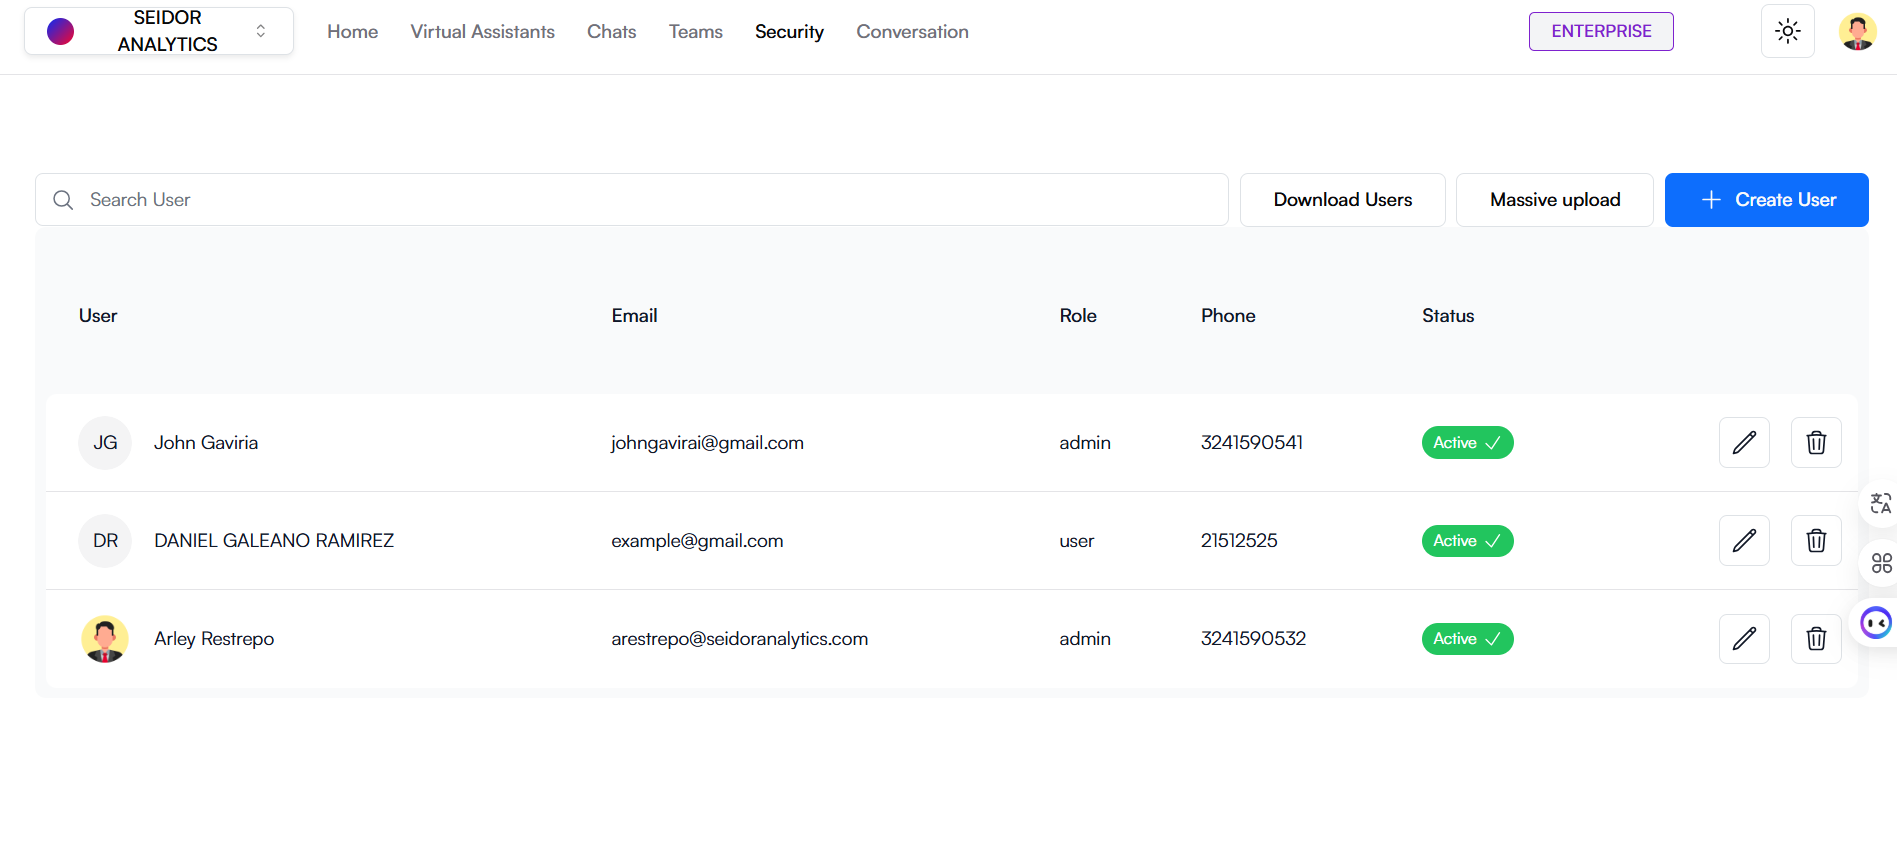 SEIDOR
ANALYTICS
Home Virtual Assistants Chats Teams Security Conversation
ENTERPRISE
Search User
Download Users
Massive upload
Create User
User Email Role Phone Status
JG John Gaviria johngavirai@gmail.com admin 3241590541 Active
DR DANIEL GALEANO RAMIREZ example@gmail.com user 21512525 Active
Arley Restrepo arestrepo@seidoranalytics.com admin 3241590532 Active